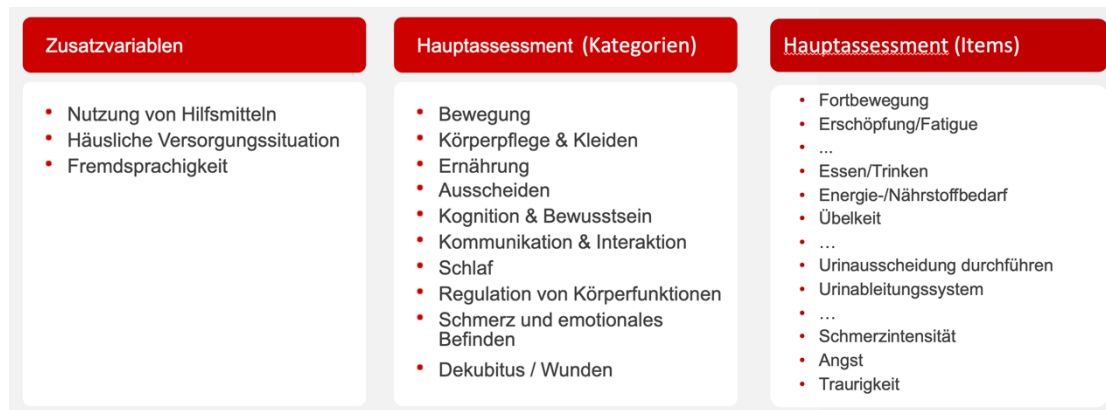 Zusatzvariablen
• Nutzung von Hilfsmitteln
• Häusliche Versorgungssituation
• Fremdsprachigkeit
Hauptassessment (Kategorien)
• Bewegung
• Körperpflege & Kleiden
• Ernährung
• Ausscheiden
• Kognition & Bewusstsein
• Kommunikation & Interaktion
• Schlaf
• Regulation von Körperfunktionen
• Schmerz und emotionales
Befinden
• Dekubitus / Wunden
Hauptassessment (Items)
• Fortbewegung
• Erschöpfung/Fatigue
• ...
• Essen/Trinken
• Energie-/Nährstoffbedarf
• Übelkeit
• …
• Urinausscheidung durchführen
• Urinableitungssystem
• …
• Schmerzintensität
• Angst
• Traurigkeit